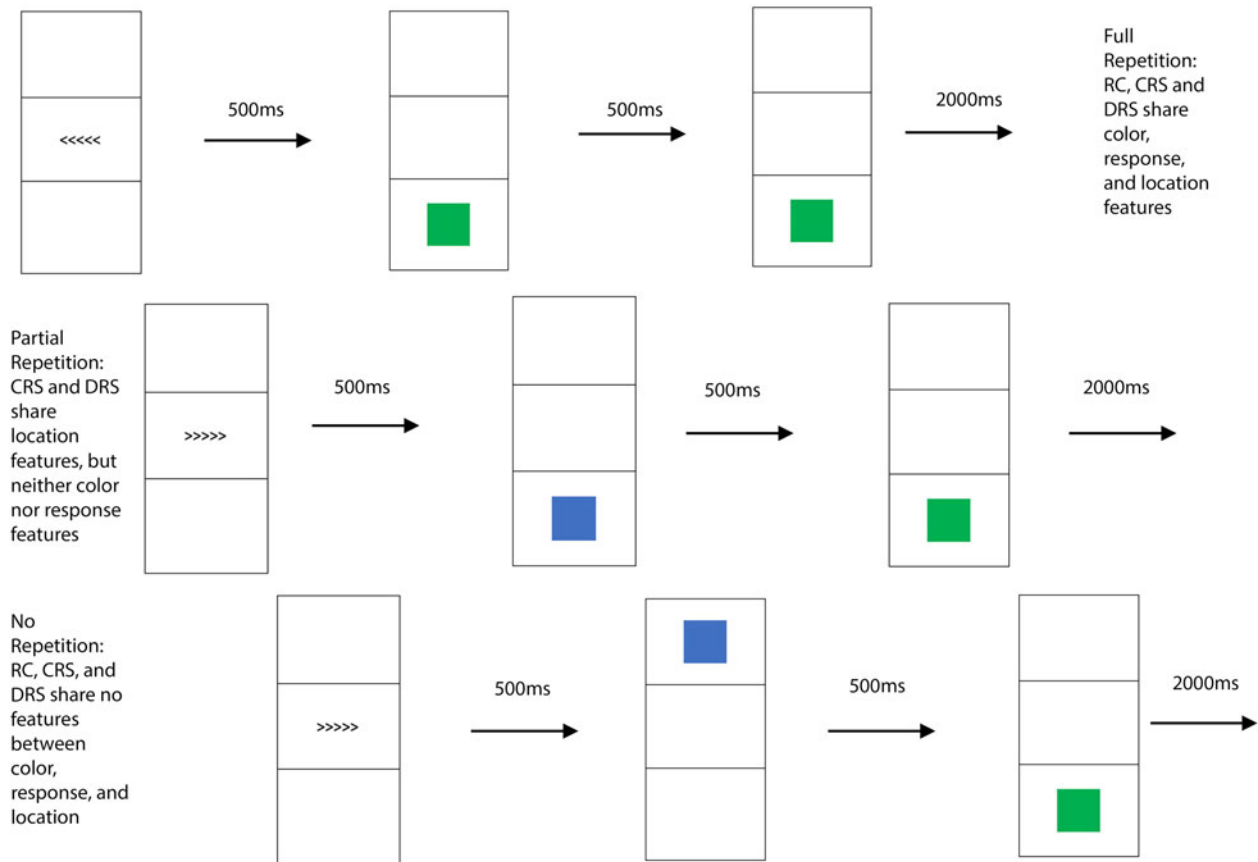 500ms
500ms
2000ms
<<<<<
Full
Repetition:
RC, CRS and
DRS share
color,
response,
and location
features
Partial
Repetition:
CRS and DRS
share
location
features, but
neither color
nor response
features
>>>>>
500ms
500ms
2000ms
No
Repetition:
RC, CRS, and
DRS share no
features
between
color,
response, and
location
>>>>>
500ms
500ms
2000ms